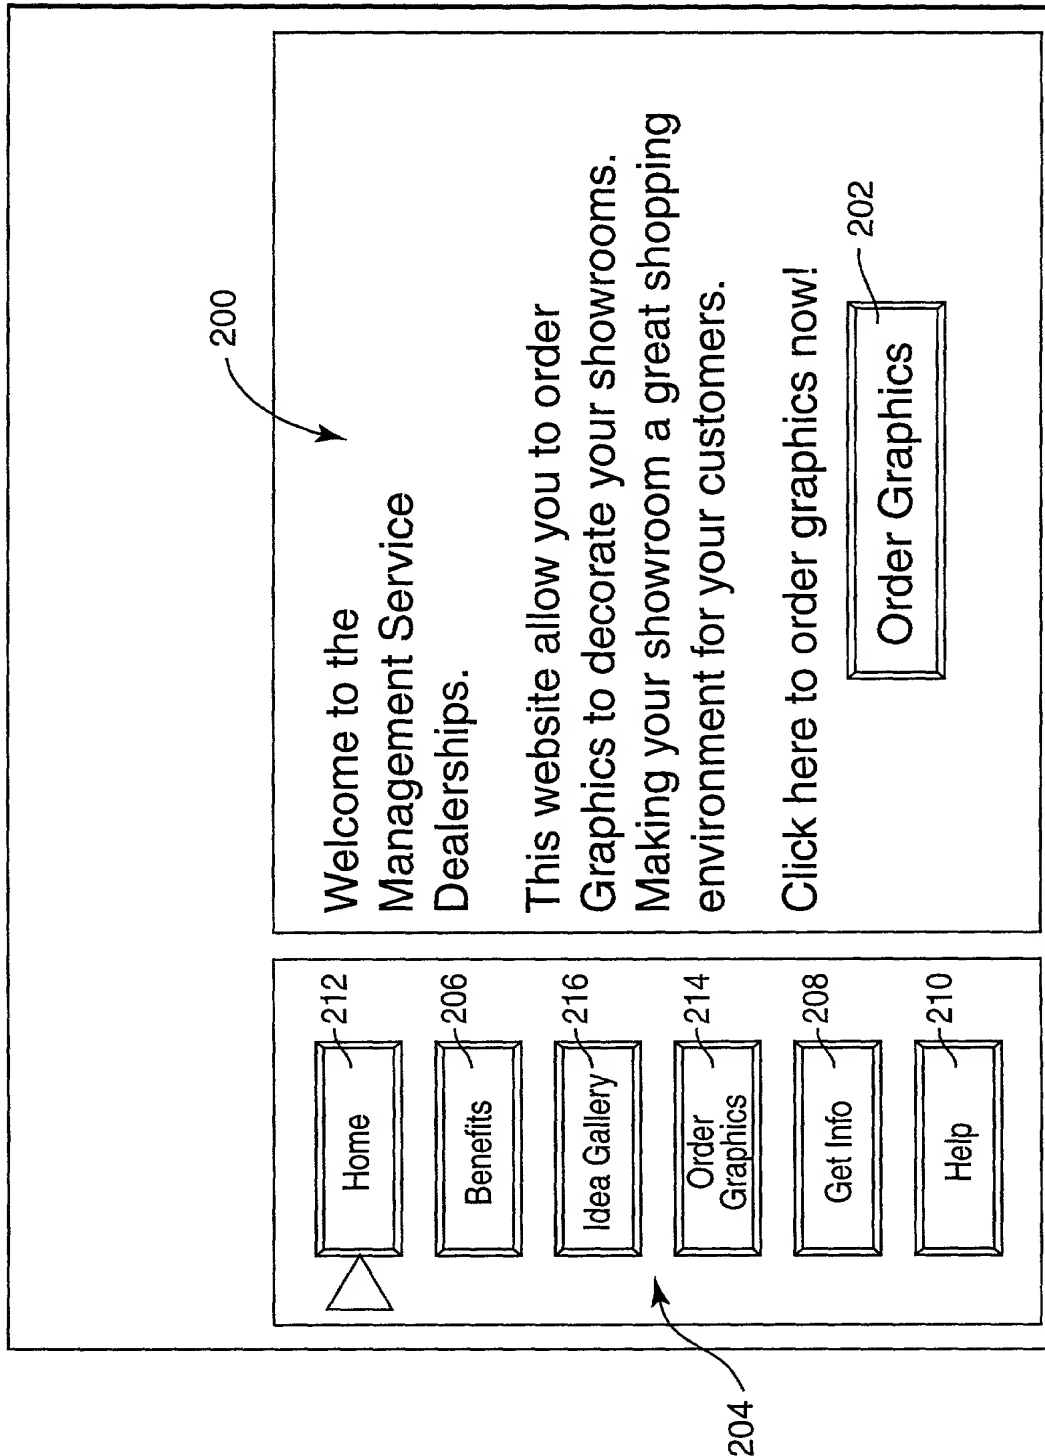 200
Welcome to the
Management Service
Dealerships.
This website allow you to order
Graphics to decorate your showrooms.
Making your showroom a great shopping
environment for your customers.
Click here to order graphics now!
Order Graphics
202
Home
212
Benefits
206
Idea Gallery
216
Order
Graphics
214
Get Info
208
Help
210
204